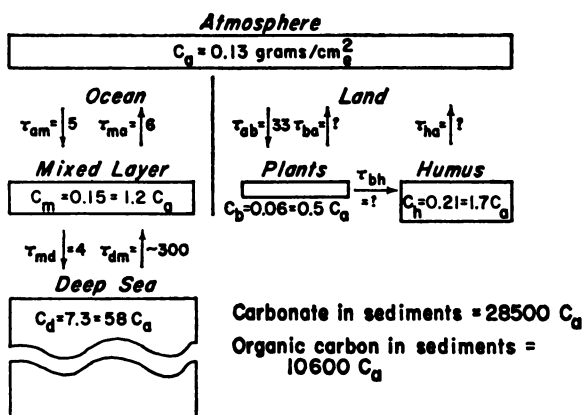 Atmosphere
Cₐ = 0.13 grams/cm²ₑ
Ocean
Land
τₐₘ= 5 τₘₐ= 6
τₐb= 33 τbₐ= ?
τₕₐ= ?
Mixed Layer
Plants
τbh
= ?
Humus
Cₘ = 0.15 = 1.2 Cₐ
Cb=0.06=0.5 Cₐ
Cₕ=0.21=1.7Cₐ
τmd =4 τdm= ~300
Deep Sea
Cd=7.3=58 Cₐ
Carbonate in sediments = 28500 Cₐ
Organic carbon in sediments =
10600 Cₐ